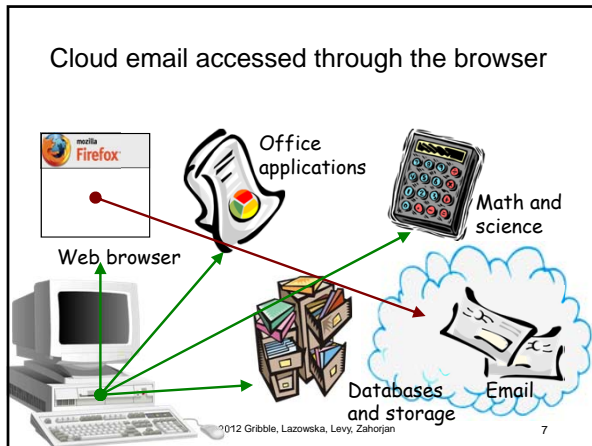 Cloud email accessed through the browser
mozilla
Firefox
Office
applications
Math and
science
Web browser
Databases
and storage
Email
2012 Gribble, Lazowska, Levy, Zahorjan
7